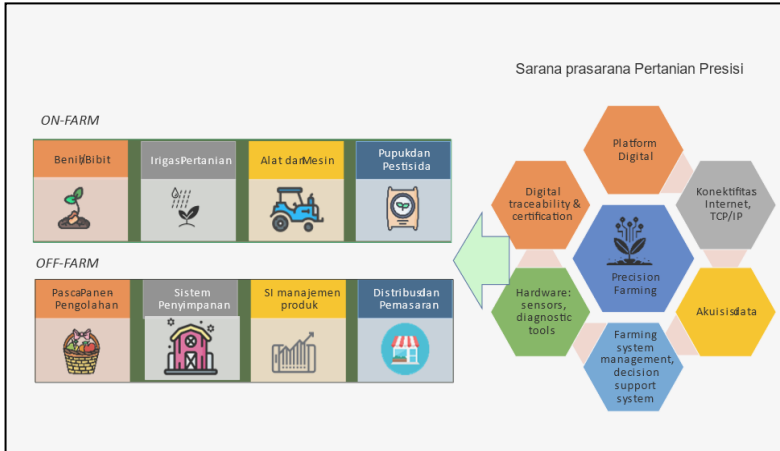 Sarana prasarana Pertanian Presisi
ON-FARM
Benih/Bibit
IrigasiPertanian
Alat danMesin
Pupukdan
Pestisida
OFF-FARM
PascaPanen-
Pengolahan
Sistem
Penyimpanan
SI manajemen
produk
Distribusidan
Pemasaran
Platform
Digital
Digital
traceability &
certification
Konektifitas
Internet,
TCP/IP
Precision
Farming
Hardware:
sensors,
diagnostic
tools
Akuisisdata
Farming
system
management,
decision
support
system